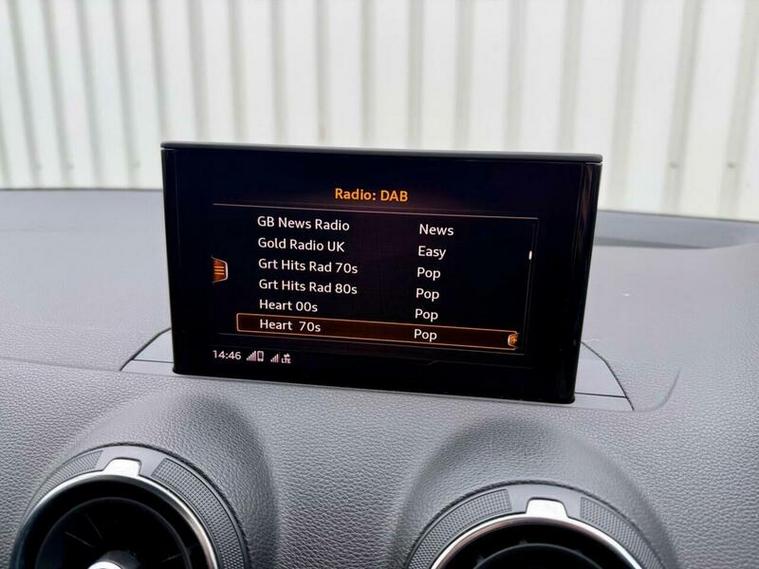 Radio: DAB
GB News Radio News
Gold Radio UK Easy
Grt Hits Rad 70s Pop
Grt Hits Rad 80s Pop
Heart 00s Pop
Heart 70s Pop
14:46 LTE